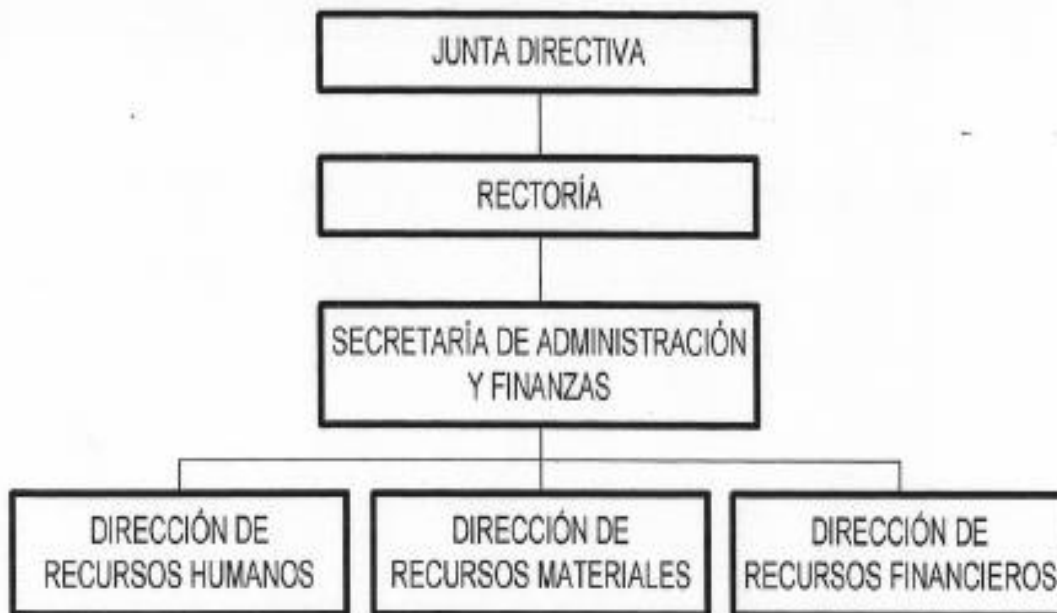 JUNTA DIRECTIVA
RECTORÍA
SECRETARÍA DE ADMINISTRACIÓN
Y FINANZAS
DIRECCIÓN DE
RECURSOS HUMANOS
DIRECCIÓN DE
RECURSOS MATERIALES
DIRECCIÓN DE
RECURSOS FINANCIEROS